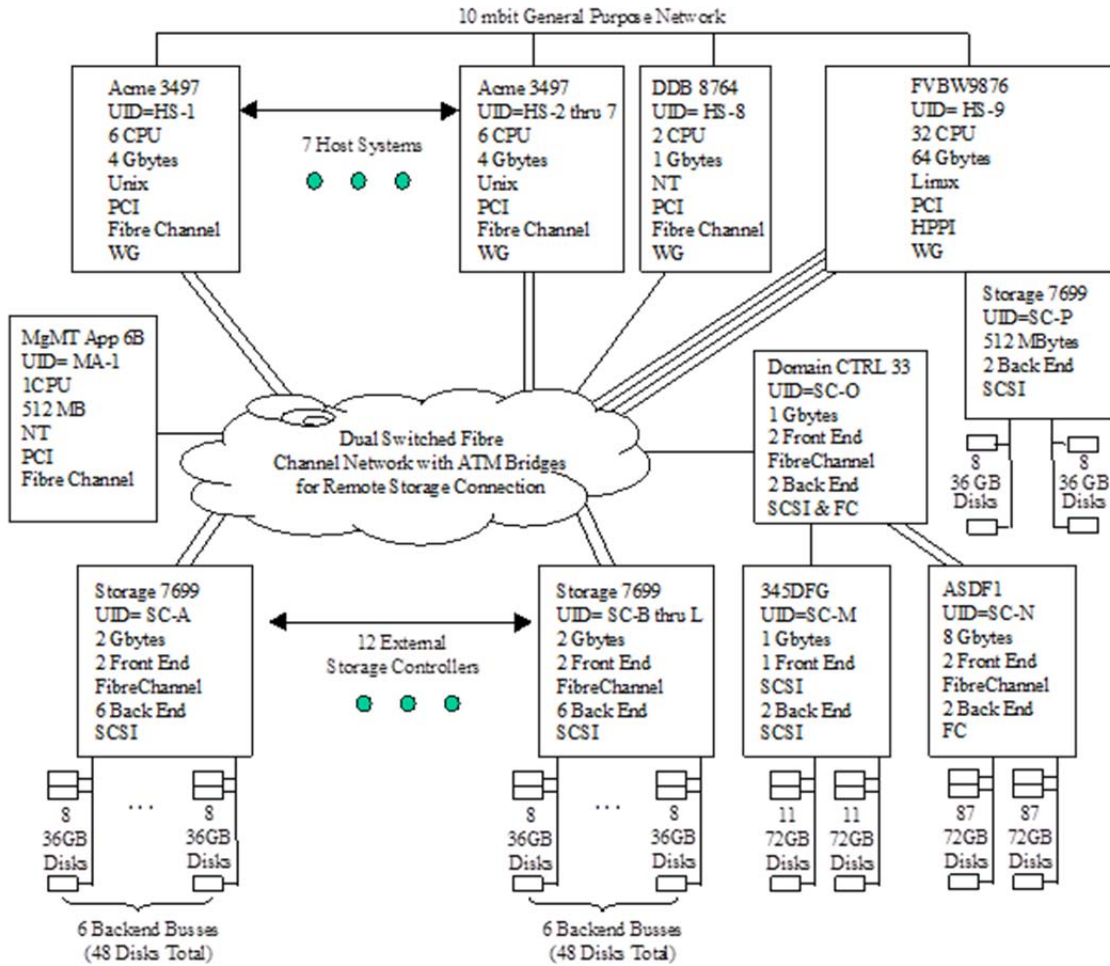 10 mbit General Purpose Network
Acme 3497
UID=HS-1
6 CPU
4 Gbytes
Unix
PCI
Fibre Channel
WG
7 Host Systems
Acme 3497
UID=HS-2 thru 7
6 CPU
4 Gbytes
Unix
PCI
Fibre Channel
WG
DDB 8764
UID= HS-8
2 CPU
1 Gbytes
NT
PCI
Fibre Channel
WG
FVBW9876
UID= HS-9
32 CPU
64 Gbytes
Linux
PCI
HPPI
WG
Storage 7699
UID=SC-P
512 MBytes
2 Back End
SCSI
8
36 GB
Disks
8
36 GB
Disks
MgMT App 6B
UID= MA-1
1CPU
512 MB
NT
PCI
Fibre Channel
Dual Switched Fibre
Channel Network with ATM Bridges
for Remote Storage Connection
Domain CTRL 33
UID=SC-O
1 Gbytes
2 Front End
FibreChannel
2 Back End
SCSI & FC
Storage 7699
UID= SC-A
2 Gbytes
2 Front End
FibreChannel
6 Back End
SCSI
12 External
Storage Controllers
Storage 7699
UID= SC-B thru L
2 Gbytes
2 Front End
FibreChannel
6 Back End
SCSI
345DFG
UID=SC-M
1 Gbytes
1 Front End
SCSI
2 Back End
SCSI
ASDF1
UID=SC-N
8 Gbytes
2 Front End
FibreChannel
2 Back End
FC
8
36GB
Disks
...
8
36GB
Disks
6 Backend Busses
(48 Disks Total)
8
36GB
Disks
...
8
36GB
Disks
6 Backend Busses
(48 Disks Total)
11
72GB
Disks
11
72GB
Disks
87
72GB
Disks
87
72GB
Disks